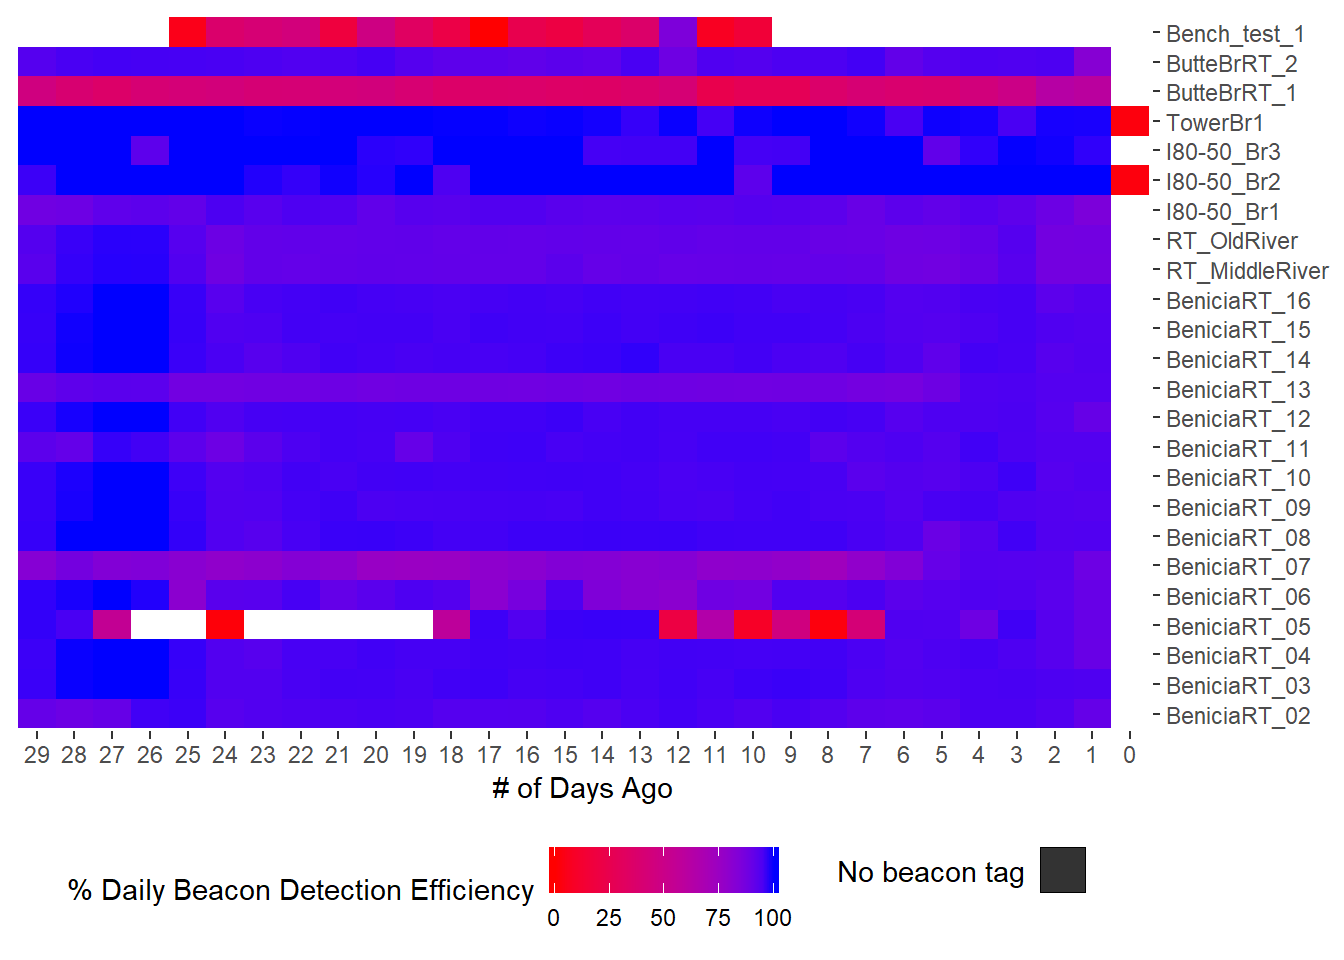 Bench_test_1
ButteBrRT_2
ButteBrRT_1
TowerBr1
I80-50_Br3
I80-50_Br2
I80-50_Br1
RT_OldRiver
RT_MiddleRiver
BeniciaRT_16
BeniciaRT_15
BeniciaRT_14
BeniciaRT_13
BeniciaRT_12
BeniciaRT_11
BeniciaRT_10
BeniciaRT_09
BeniciaRT_08
BeniciaRT_07
BeniciaRT_06
BeniciaRT_05
BeniciaRT_04
BeniciaRT_03
BeniciaRT_02
29 28 27 26 25 24 23 22 21 20 19 18 17 16 15 14 13 12 11 10 9 8 7 6 5 4 3 2 1 0
# of Days Ago
% Daily Beacon Detection Efficiency
0 25 50 75 100
No beacon tag